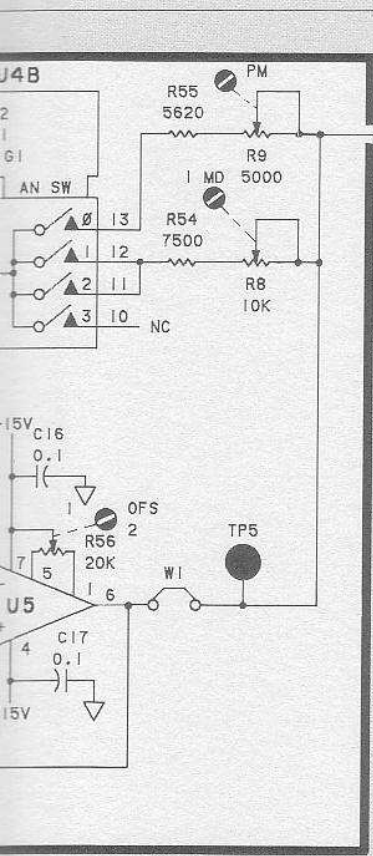 U4B
PM
R55
5620
2
1
G1
R9
5000
AN SW
1 MD
Ø 13
R54
7500
1 12
2 11
R8
10K
3 10
NC
15V
C16
0.1
1
OFS
2
TP5
R56
20K
7
5
W1
1
6
U5
4
C17
0.1
15V